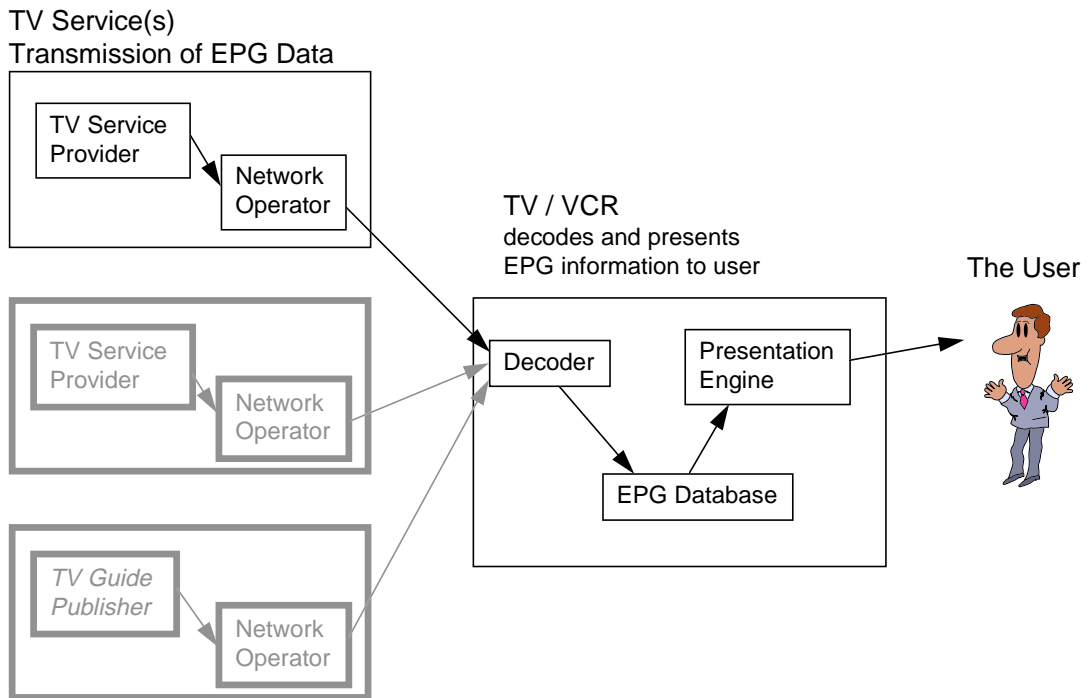 TV Service(s)
Transmission of EPG Data
TV Service
Provider
Network
Operator
TV / VCR
decodes and presents
EPG information to user
The User
TV Service
Provider
Network
Operator
Decoder
Presentation
Engine
EPG Database
TV Guide
Publisher
Network
Operator